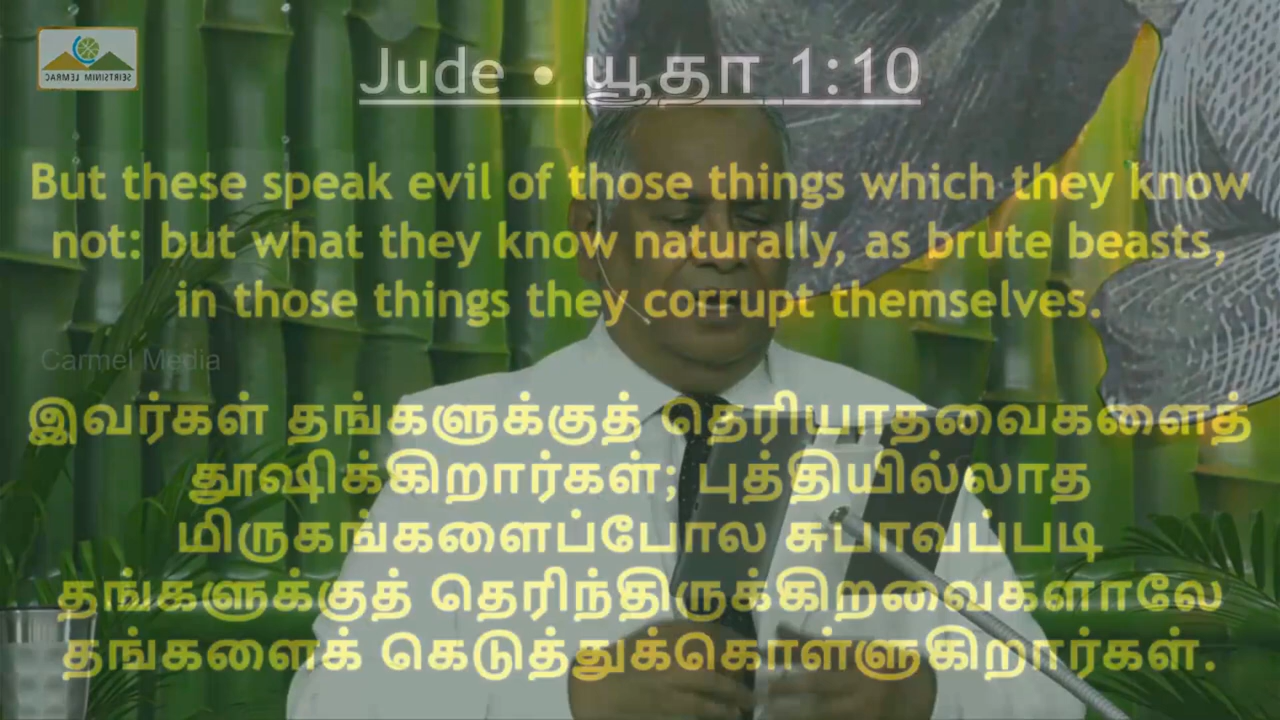 CARMEL MINISTRIES
Jude • யூதா 1:10
But these speak evil of those things which they know
not: but what they know naturally, as brute beasts,
in those things they corrupt themselves.
Carmel Media
இவர்கள் தங்களுக்குத் தெரியாதவைகளைத்
தூஷிக்கிறார்கள்; புத்தியில்லாத
மிருகங்களைப்போல சுபாவப்படி
தங்களுக்குத் தெரிந்திருக்கிறவைகளாலே
தங்களைக் கெடுத்துக்கொள்ளுகிறார்கள்.